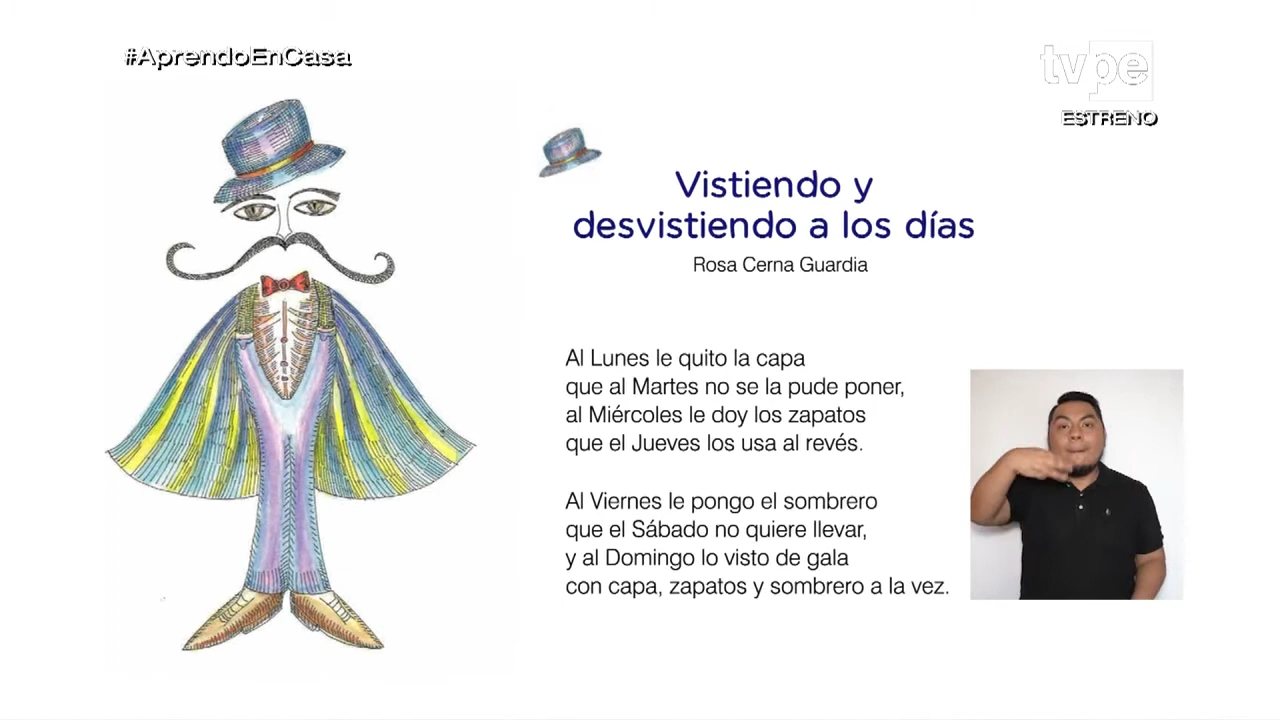 #AprendoEnCasa
tvpe
ESTRENO
Vistiendo y
desvistiendo a los días
Rosa Cerna Guardia
Al Lunes le quito la capa
que al Martes no se la pude poner,
al Miércoles le doy los zapatos
que el Jueves los usa al revés.
Al Viernes le pongo el sombrero
que el Sábado no quiere llevar,
y al Domingo lo visto de gala
con capa, zapatos y sombrero a la vez.